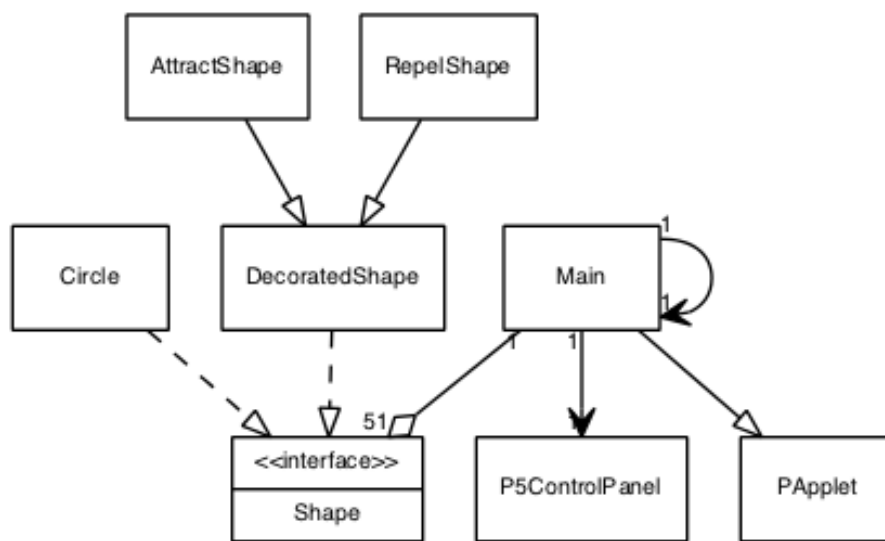 AttractShape
RepelShape
Circle
DecoratedShape
Main
1
1
1
1
51
<<interface>>
Shape
P5ControlPanel
PApplet